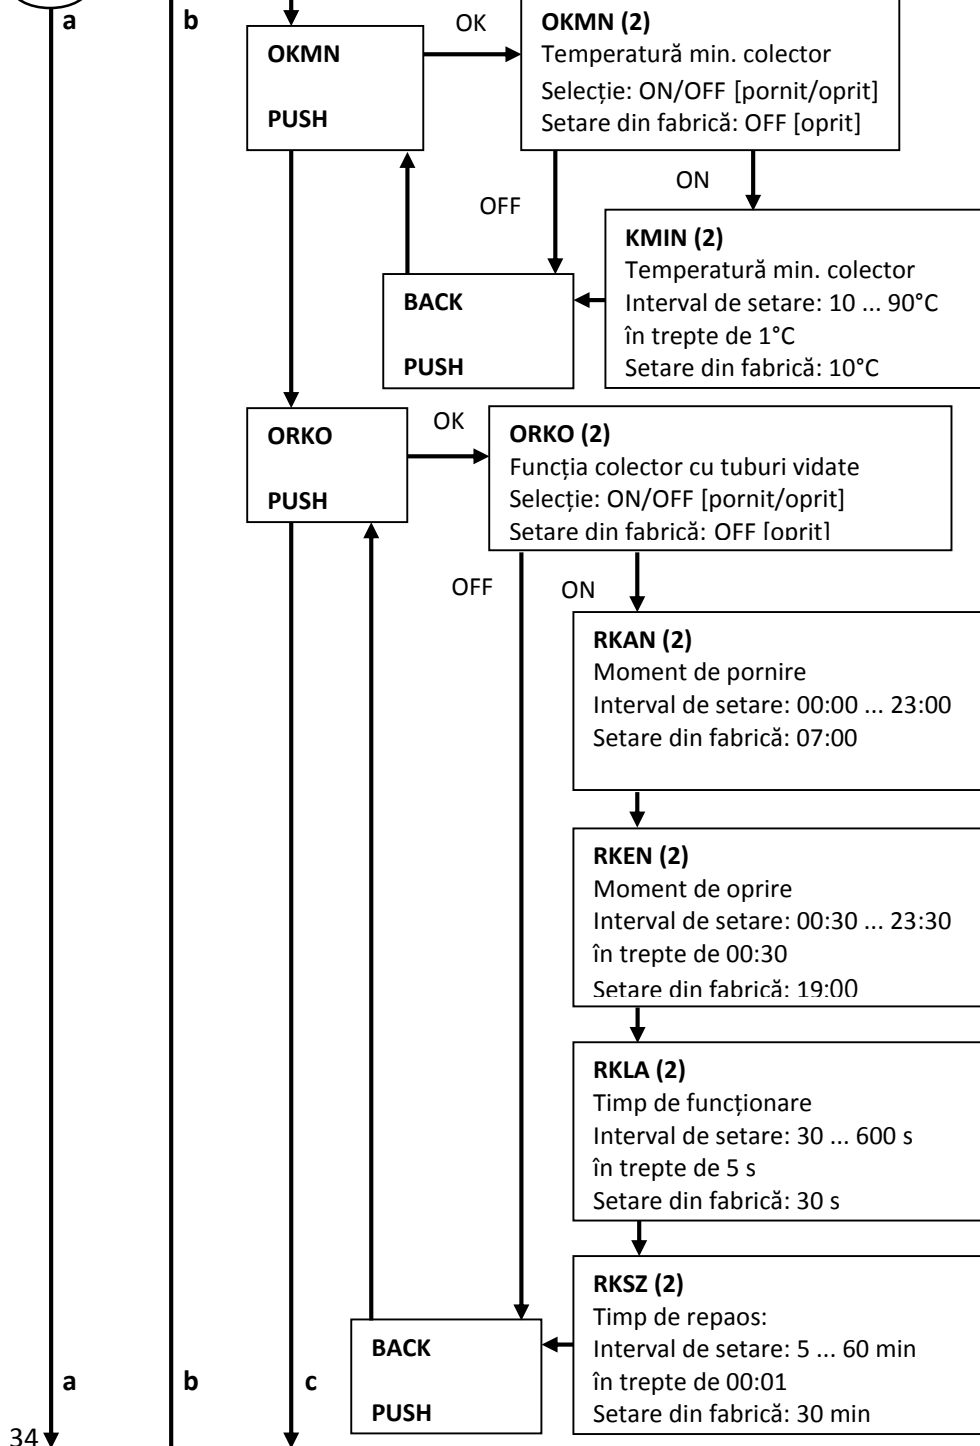 a
b
OK
OKMN
PUSH
OKMN (2)
Temperatură min. colector
Selecție: ON/OFF [pornit/oprit]
Setare din fabrică: OFF [oprit]
OFF
ON
KMIN (2)
Temperatură min. colector
Interval de setare: 10 ... 90°C
în trepte de 1°C
Setare din fabrică: 10°C
BACK
PUSH
ORKO
PUSH
OK
ORKO (2)
Funcția colector cu tuburi vidate
Selecție: ON/OFF [pornit/oprit]
Setare din fabrică: OFF [oprit]
OFF
ON
RKAN (2)
Moment de pornire
Interval de setare: 00:00 ... 23:00
Setare din fabrică: 07:00
RKEN (2)
Moment de oprire
Interval de setare: 00:30 ... 23:30
în trepte de 00:30
Setare din fabrică: 19:00
RKLA (2)
Timp de funcționare
Interval de setare: 30 ... 600 s
în trepte de 5 s
Setare din fabrică: 30 s
RKSZ (2)
Timp de repaos:
Interval de setare: 5 ... 60 min
în trepte de 00:01
Setare din fabrică: 30 min
BACK
PUSH
a
b
c
34